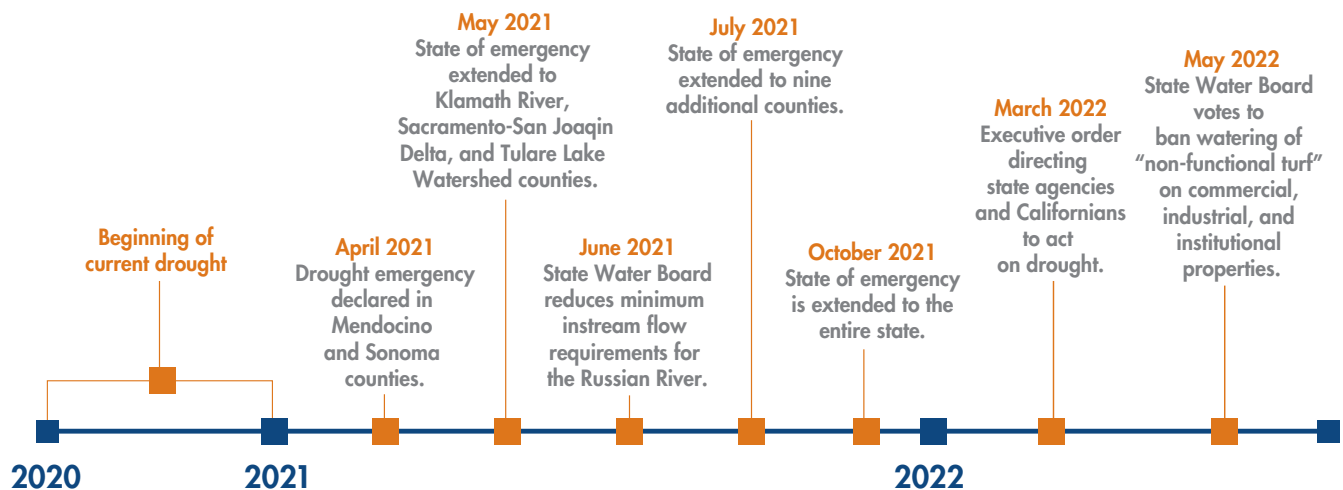 Beginning of
current drought
April 2021
Drought emergency
declared in
Mendocino
and Sonoma
counties.
May 2021
State of emergency
extended to
Klamath River,
Sacramento-San Joaqin
Delta, and Tulare Lake
Watershed counties.
June 2021
State Water Board
reduces minimum
instream flow
requirements for
the Russian River.
July 2021
State of emergency
extended to nine
additional counties.
October 2021
State of emergency
is extended to the
entire state.
March 2022
Executive order
directing
state agencies
and Californians
to act
on drought.
May 2022
State Water Board
votes to
ban watering of
“non-functional turf”
on commercial,
industrial, and
institutional
properties.
2020
2021
2022